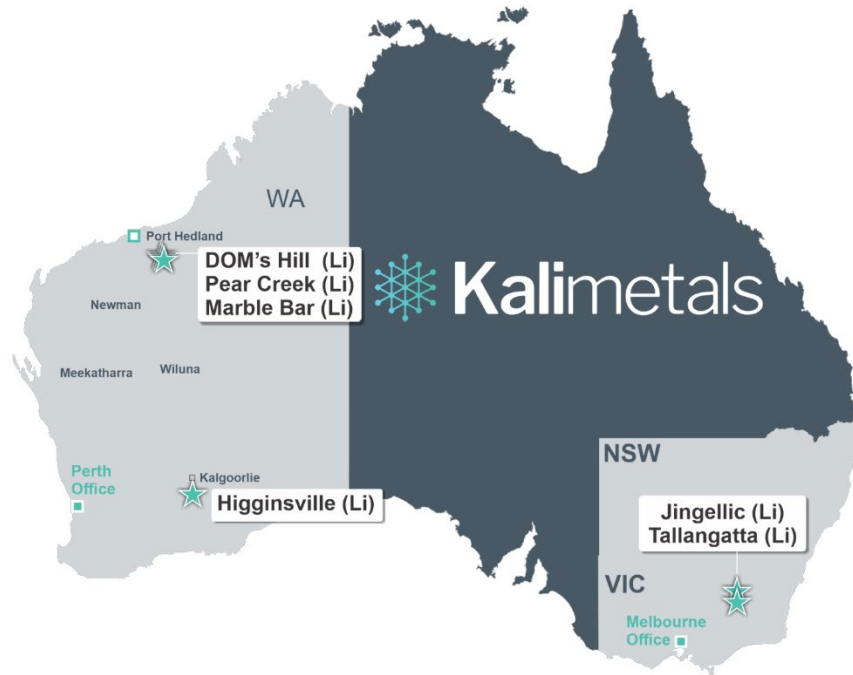 WA
Port Hedland
DOM's Hill (Li)
Pear Creek (Li)
Marble Bar (Li)
Kalimetals
Newman
Meekatharra
Wiluna
Perth
Office
Kalgoorlie
Higginsville (Li)
NSW
Jingellic (Li)
Tallangatta (Li)
VIC
Melbourne
Office